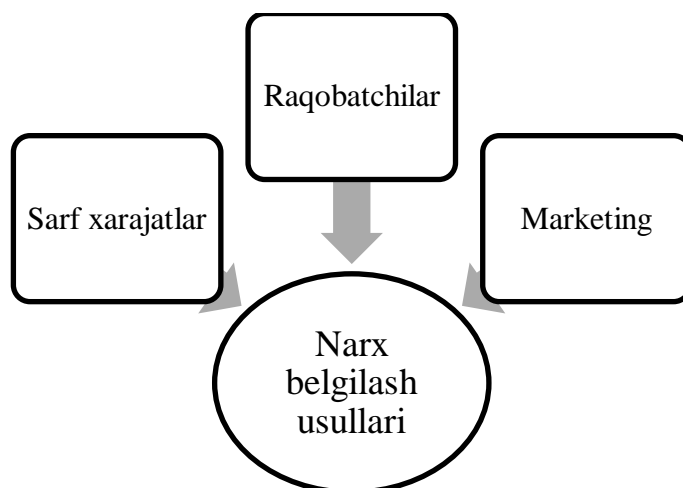 Raqobatchilar
Sarf xarajatlar
Marketing
Narx
belgilash
usullari